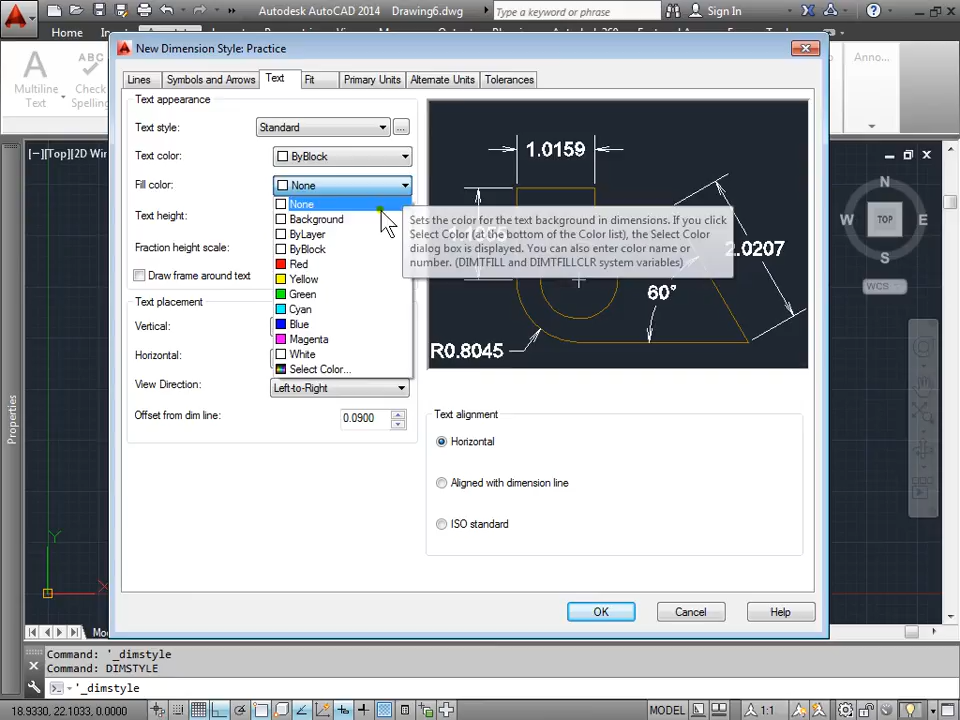 Autodesk AutoCAD 2014 Drawing6.dwg
Type a keyword or phrase
Sign In
Home
Multiline
Text
ABC
Check
Spelling
Anno...
New Dimension Style: Practice
Lines
Symbols and Arrows
Text
Fit
Primary Units
Alternate Units
Tolerances
Text appearance
Text style:
Standard
...
Text color:
ByBlock
Fill color:
None
Text height:
Fraction height scale:
Draw frame around text
None
Background
ByLayer
ByBlock
Red
Yellow
Green
Cyan
Blue
Magenta
White
Select Color...
Sets the color for the text background in dimensions. If you click
Select Color (at the bottom of the Color list), the Select Color
dialog box is displayed. You can also enter color name or
number. (DIMTFILL and DIMTFILLCLR system variables)
Text placement
Vertical:
Horizontal:
View Direction:
Left-to-Right
Offset from dim line:
0.0900
1.0159
2.0207
60°
R0.8045
Text alignment
Horizontal
Aligned with dimension line
ISO standard
OK
Cancel
Help
[−][Top][2D Wir
N
W
TOP
E
S
WCS
Properties
Y
X
Command: '_dimstyle
Command: DIMSTYLE
'_dimstyle
18.9330, 22.1033, 0.0000
MODEL
1:1